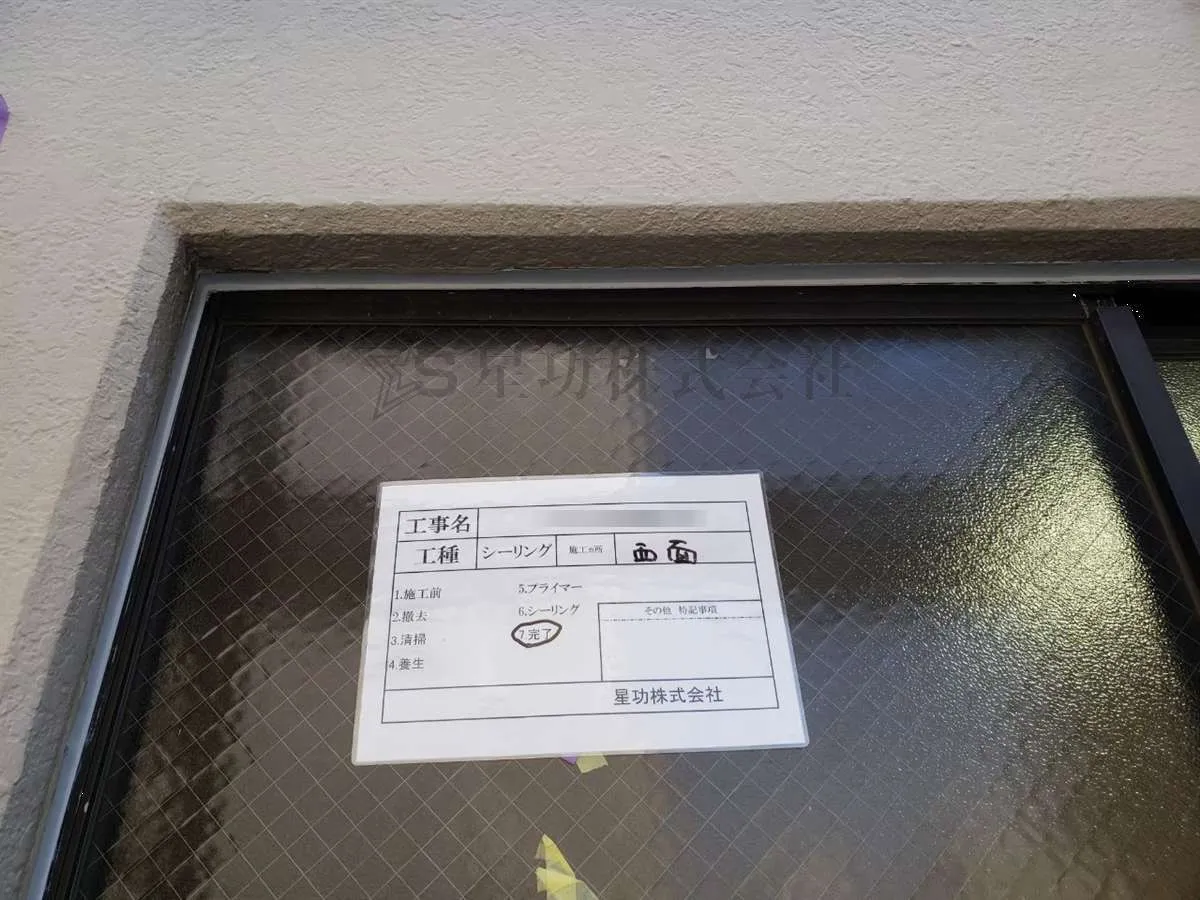 S星功株式会社
工事名
工種 シーリング 施工ヵ所 西面
1.施工前 5.プライマー
2.撤去 6.シーリング その他 特記事項
3.清掃 7.完了
4.養生
星功株式会社